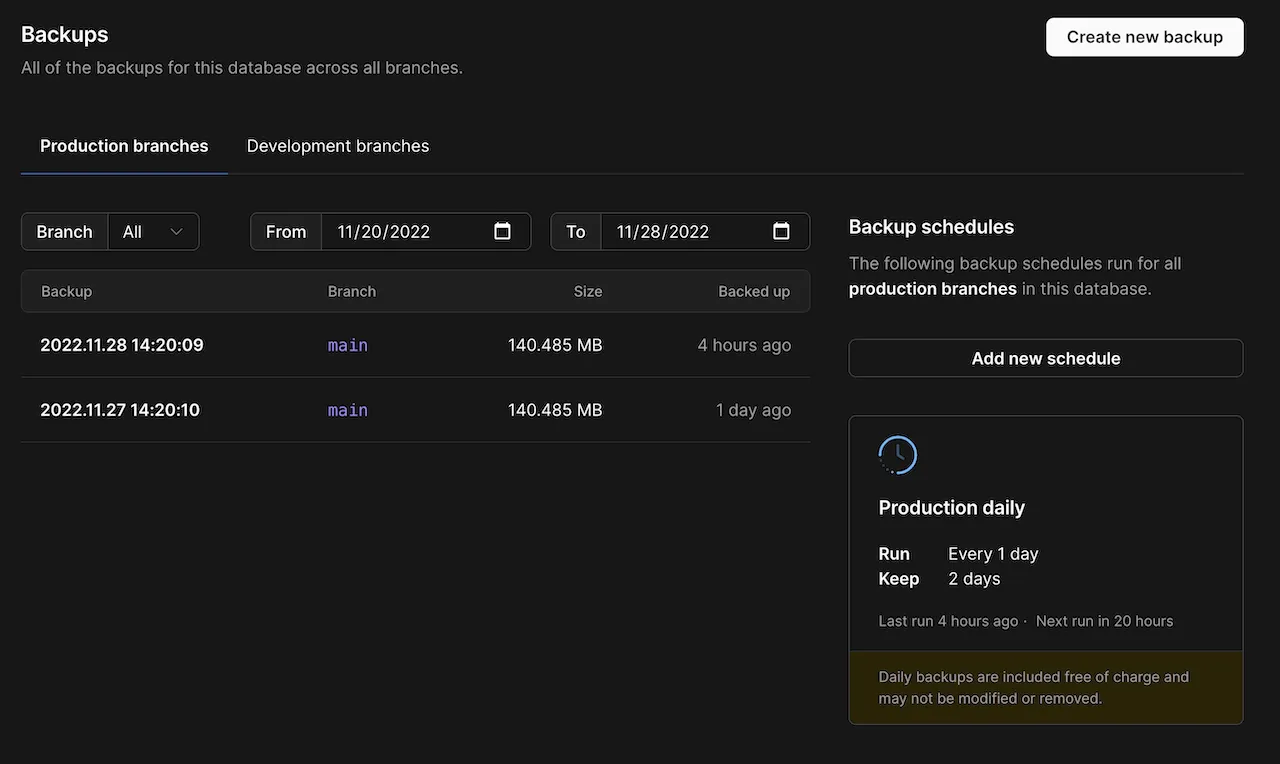 Backups
Create new backup
All of the backups for this database across all branches.
Production branches
Development branches
Branch All
From 11/20/2022
To 11/28/2022
Backup Branch Size Backed up
2022.11.28 14:20:09 main 140.485 MB 4 hours ago
2022.11.27 14:20:10 main 140.485 MB 1 day ago
Backup schedules
The following backup schedules run for all
production branches in this database.
Add new schedule
Production daily
Run Every 1 day
Keep 2 days
Last run 4 hours ago · Next run in 20 hours
Daily backups are included free of charge and
may not be modified or removed.